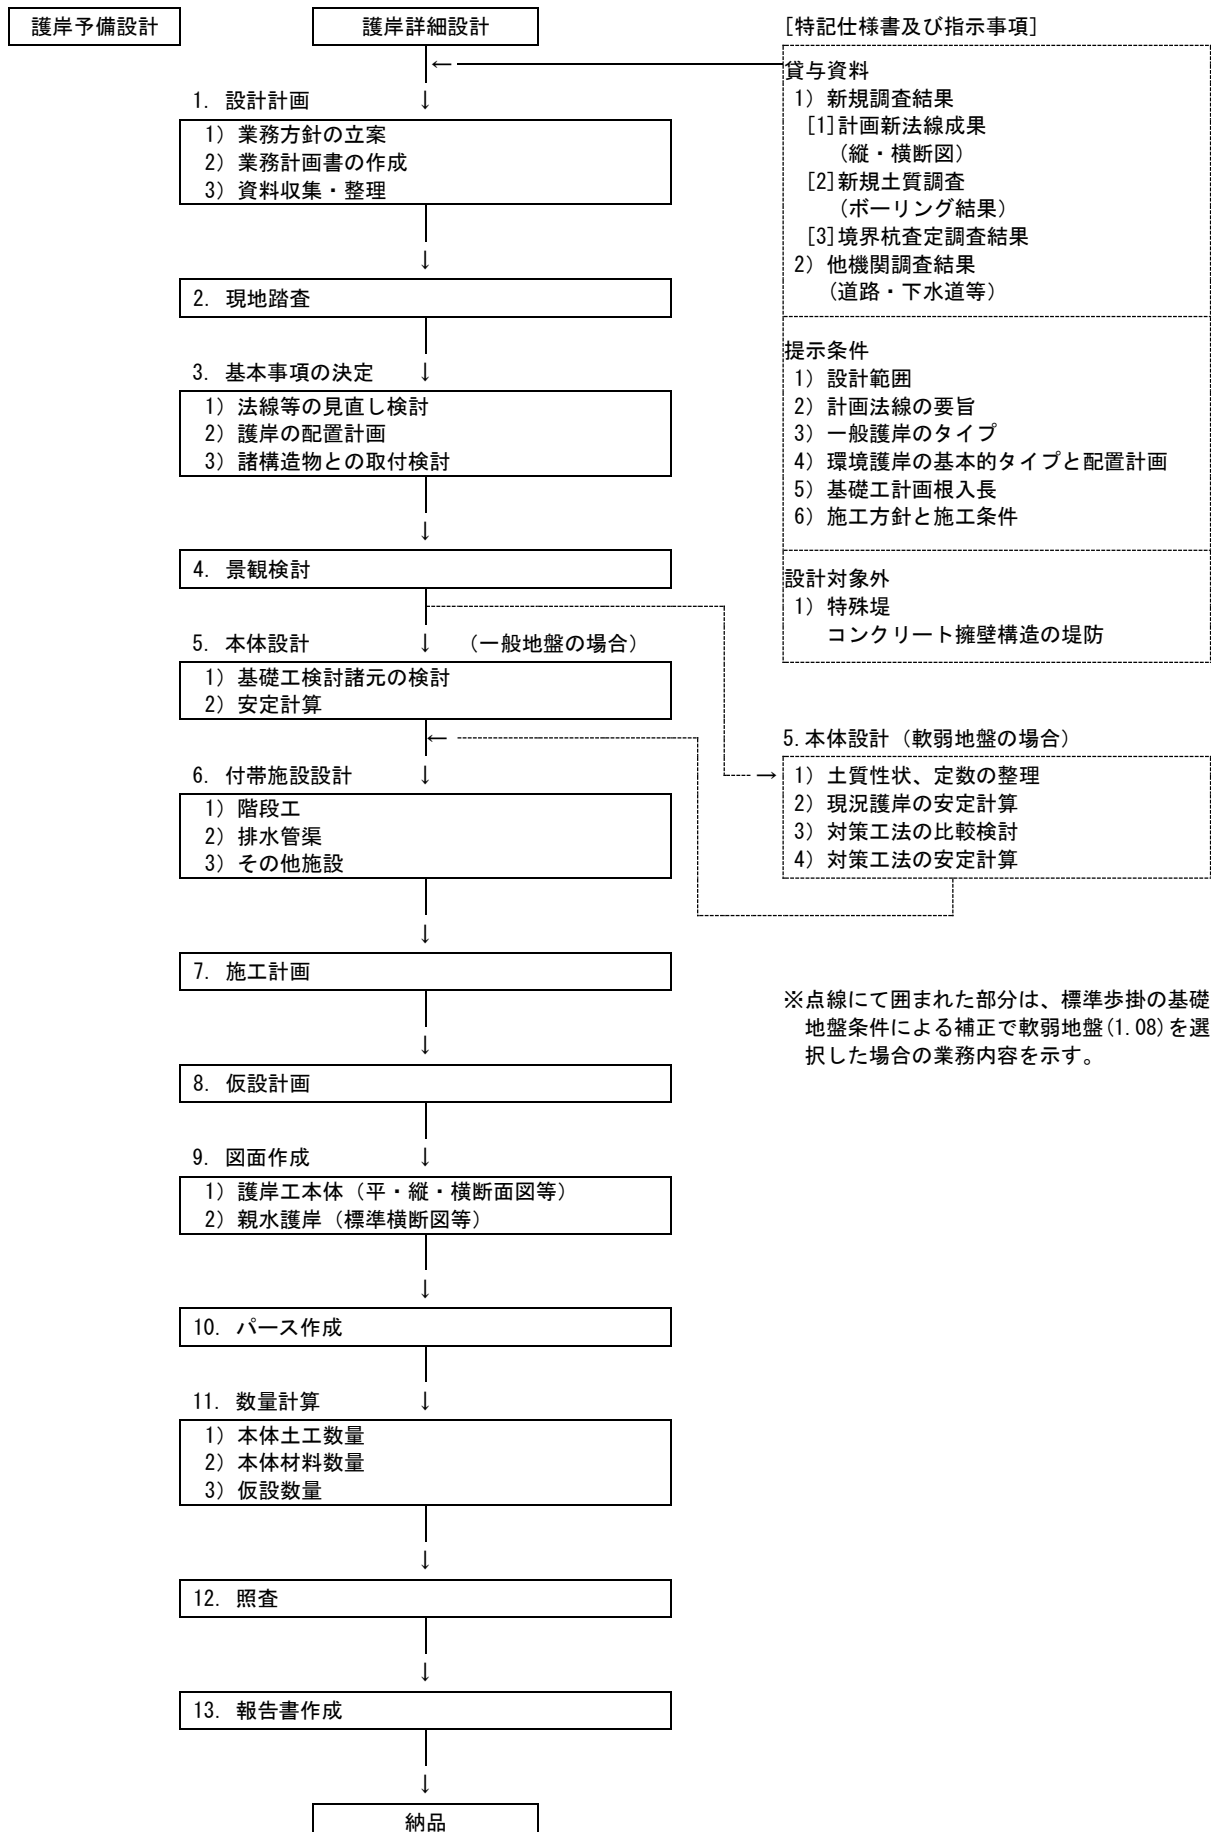 護岸予備設計
護岸詳細設計
←
1. 設計計画 ↓
1) 業務方針の立案
2) 業務計画書の作成
3) 資料収集・整理
↓
2. 現地踏査
3. 基本事項の決定 ↓
1) 法線等の見直し検討
2) 護岸の配置計画
3) 諸構造物との取付検討
↓
4. 景観検討
5. 本体設計 ↓ (一般地盤の場合)
1) 基礎工検討諸元の検討
2) 安定計算
←
6. 付帯施設設計 ↓
1) 階段工
2) 排水管渠
3) その他施設
↓
7. 施工計画
↓
8. 仮設計画
9. 図面作成 ↓
1) 護岸工本体(平・縦・横断面図等)
2) 親水護岸(標準横断図等)
↓
10. パース作成
11. 数量計算 ↓
1) 本体土工数量
2) 本体材料数量
3) 仮設数量
↓
12. 照査
↓
13. 報告書作成
↓
納品
[特記仕様書及び指示事項]
貸与資料
1) 新規調査結果
[1]計画新法線成果
(縦・横断図)
[2]新規土質調査
(ボーリング結果)
[3]境界杭査定調査結果
2) 他機関調査結果
(道路・下水道等)
提示条件
1) 設計範囲
2) 計画法線の要旨
3) 一般護岸のタイプ
4) 環境護岸の基本的タイプと配置計画
5) 基礎工計画根入長
6) 施工方針と施工条件
設計対象外
1) 特殊堤
コンクリート擁壁構造の堤防
5.本体設計(軟弱地盤の場合)
→
1) 土質性状、定数の整理
2) 現況護岸の安定計算
3) 対策工法の比較検討
4) 対策工法の安定計算
※点線にて囲まれた部分は、標準歩掛の基礎
地盤条件による補正で軟弱地盤(1.08)を選
択した場合の業務内容を示す。